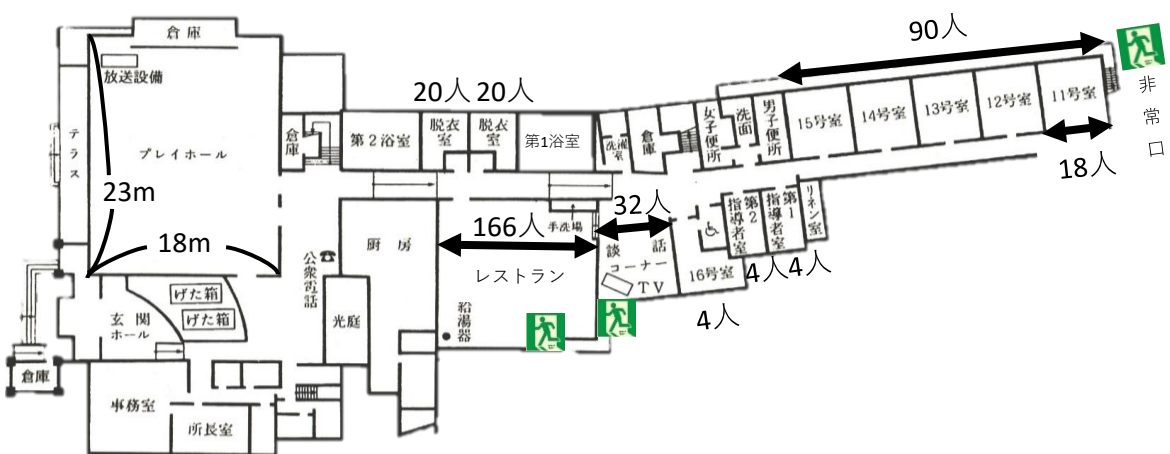 90人
倉庫
放送設備
非常口
20人 20人
15号室
14号室
13号室
12号室
11号室
テラス
プレイホール
倉庫
第2浴室
脱衣室
脱衣室
第1浴室
洗濯室
倉庫
女子便所
洗面
男子便所
18人
23m
32人
18m
公衆電話
厨房
166人
手洗場
レストラン
談話コーナー
TV
16号室
第2指導者室
第1指導者室
リネン室
4人
4人
4人
げた箱
げた箱
玄関ホール
光庭
給湯器
倉庫
事務室
所長室